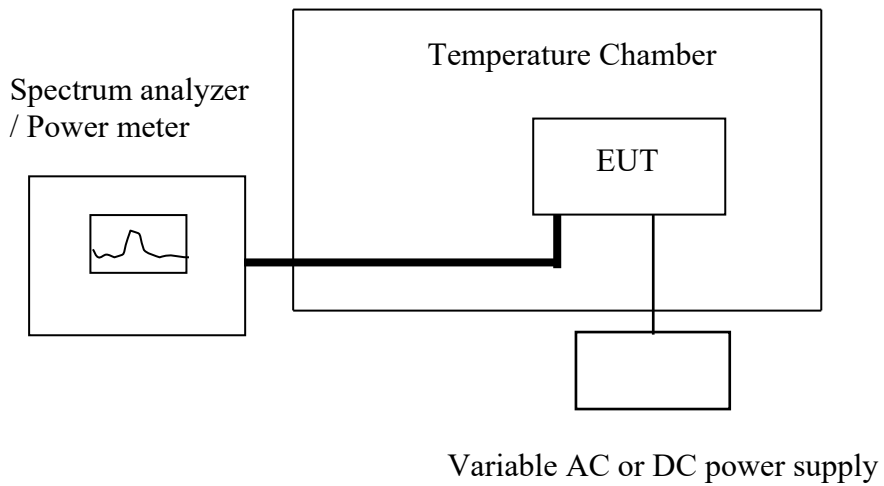 Temperature Chamber
Spectrum analyzer
/ Power meter
EUT
Variable AC or DC power supply